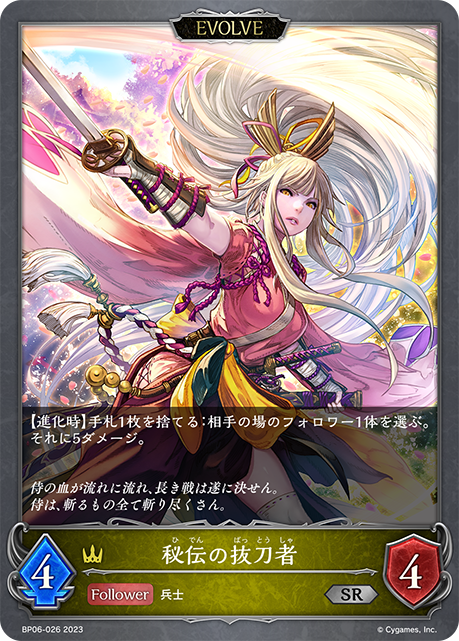 EVOLVE
【進化時】手札1枚を捨てる:相手の場のフォロワー1体を選ぶ。
それに5ダメージ。
侍の血が流れに流れ、長き戦は遂に決せん。
侍は、斬るもの全て斬り尽くさん。
ひでん ばっとうしゃ
秘伝の抜刀者
4
4
Follower 兵士
SR
BP06-026 2023
© Cygames, Inc.